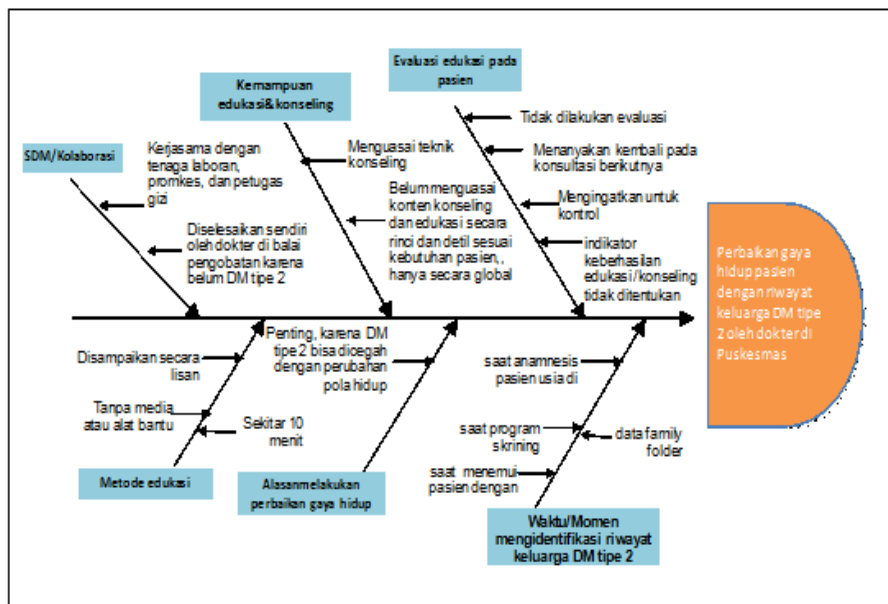 Evaluasi edukasi pada
pasien
Tidak dilakukan evaluasi
Menanyakan kembali pada
konsultasi berikutnya
Mengingatkan untuk
kontrol
indikator
keberhasilan
edukasi/konseling
tidak ditentukan
Kemampuan
edukasi&konseling
Menguasai teknik
konseling
Belum menguasai
konten konseling
dan edukasi secara
rinci dan detil sesuai
kebutuhan pasien,,
hanya secara global
SDM/Kolaborasi
Kerjasama dengan
tenaga laboran,
promkes, dan petugas
gizi
Diselesaikan sendiri
oleh dokter di balai
pengobatan karena
belum DM tipe 2
Perbaikan gaya
hidup pasien
dengan riwayat
keluarga DM tipe
2 oleh dokter dI
Puskesmas
Disampaikan secara
lisan
Tanpa media
atau alat bantu
Sekitar 10
menit
Metode edukasi
Penting, karena DM
tipe 2 bisa dicegah
dengan perubahan
pola hidup
Alasanmelakukan
perbaikan gaya hidup
saat anamnesis
pasien usia di
saat program
skrining
data family
folder
saat menemui
pasien dengan
Waktu/Momen
mengidentifikasi riwayat
keluarga DM tipe 2